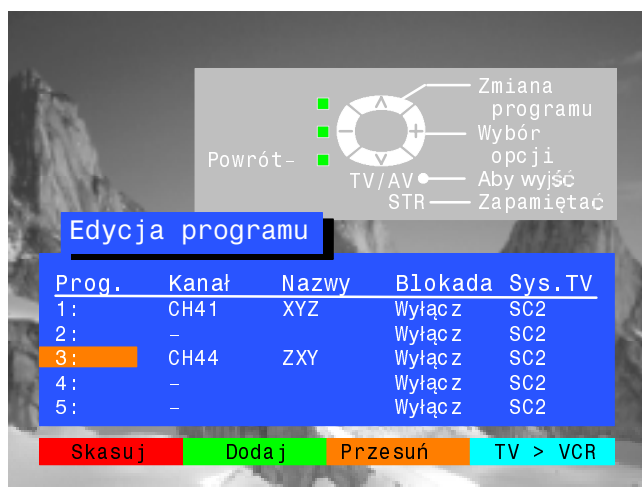 Zmiana
programu
Wybór
opcji
Powrót–
TV/AV Aby wyjść
STR Zapamiętać
Edycja programu
Prog. Kanał Nazwy Blokada Sys.TV
1: CH41 XYZ Wyłącz SC2
2: – Wyłącz SC2
3: CH44 ZXY Wyłącz SC2
4: – Wyłącz SC2
5: – Wyłącz SC2
Skasuj Dodaj Przesuń TV > VCR